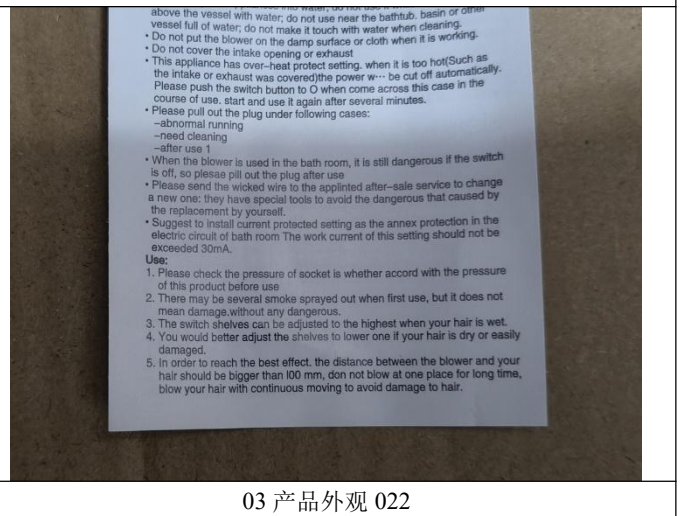 above the vessel with water; do not use near the bathtub. basin or other
vessel full of water; do not make it touch with water when cleaning.
• Do not put the blower on the damp surface or cloth when it is working.
• Do not cover the intake opening or exhaust
• This appliance has over-heat protect setting. when it is too hot(Such as
the intake or exhaust was covered)the power w··· be cut off automatically.
Please push the switch button to O when come across this case in the
course of use. start and use it again after several minutes.
• Please pull out the plug under following cases:
-abnormal running
-need cleaning
-after use 1
• When the blower is used in the bath room, it is still dangerous if the switch
is off, so plesae pill out the plug after use
• Please send the wicked wire to the applinted after-sale service to change
a new one: they have special tools to avoid the dangerous that caused by
the replacement by yourself.
• Suggest to install current protected setting as the annex protection in the
electric circuit of bath room The work current of this setting should not be
exceeded 30mA.
Use:
1. Please check the pressure of socket is whether accord with the pressure
of this product before use
2. There may be several smoke sprayed out when first use, but it does not
mean damage.without any dangerous.
3. The switch shelves can be adjusted to the highest when your hair is wet.
4. You would better adjust the shelves to lower one if your hair is dry or easily
damaged.
5. In order to reach the best effect. the distance between the blower and your
hair should be bigger than l00 mm, don not blow at one place for long time,
blow your hair with continuous moving to avoid damage to hair.
03 产品外观 022